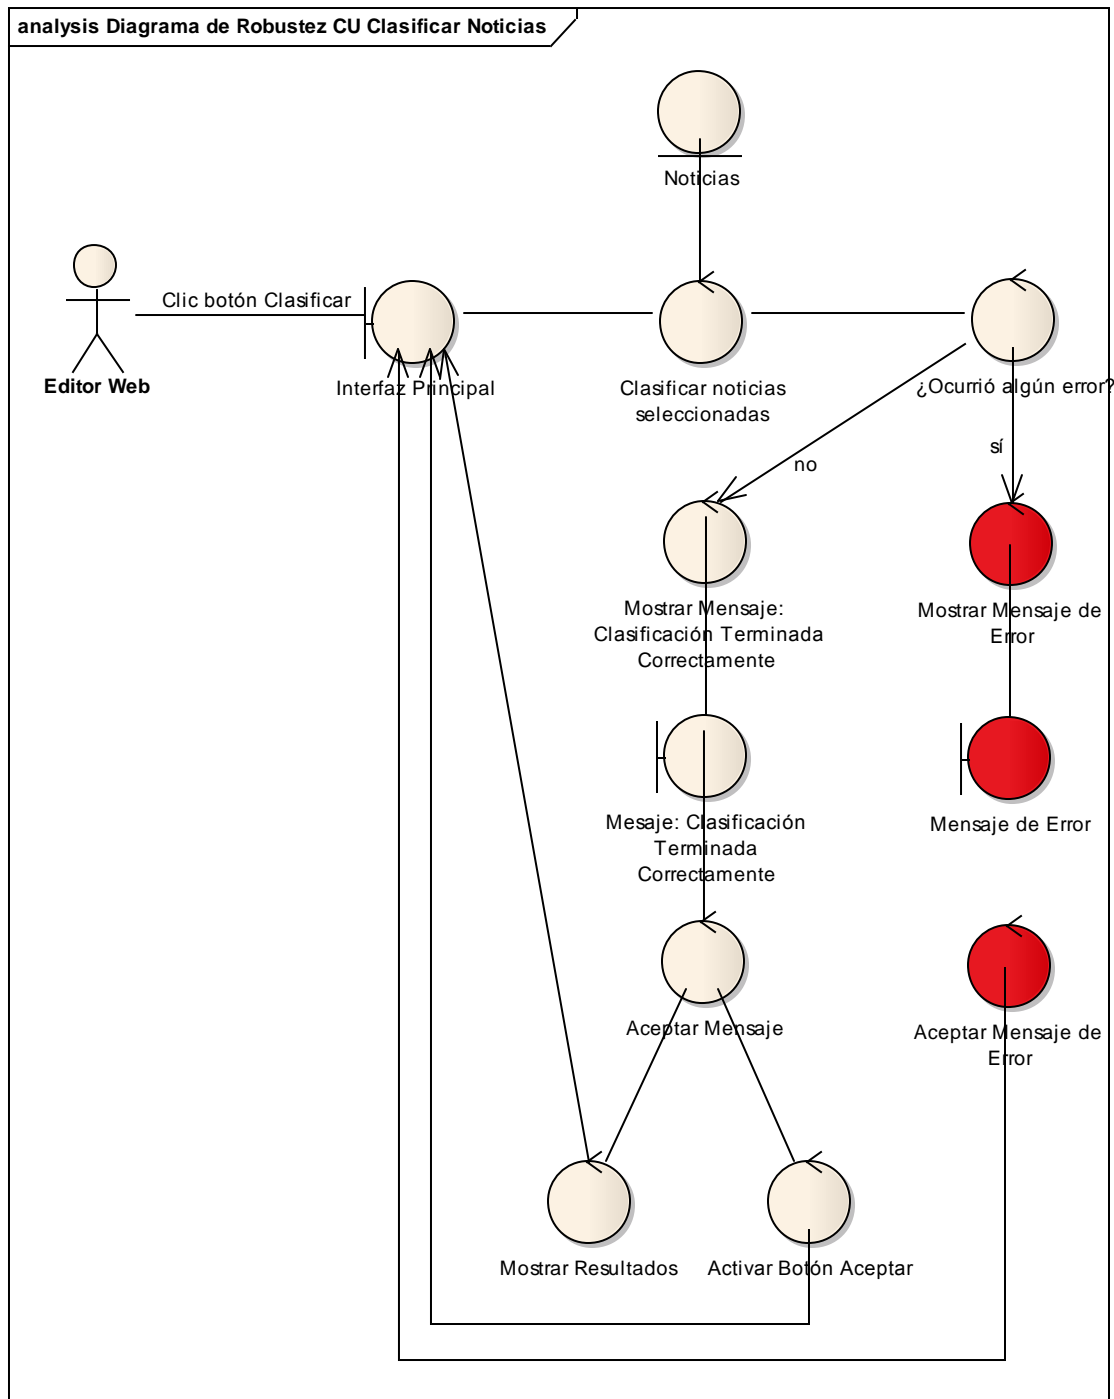 analysis Diagrama de Robustez CU Clasificar Noticias
Noticias
Clic botón Clasificar
Editor Web
Interfaz Principal
Clasificar noticias
seleccionadas
¿Ocurrió algún error?
no
sí
Mostrar Mensaje:
Clasificación Terminada
Correctamente
Mostrar Mensaje de
Error
Mesaje: Clasificación
Terminada
Correctamente
Mensaje de Error
Aceptar Mensaje
Aceptar Mensaje de
Error
Mostrar Resultados
Activar Botón Aceptar